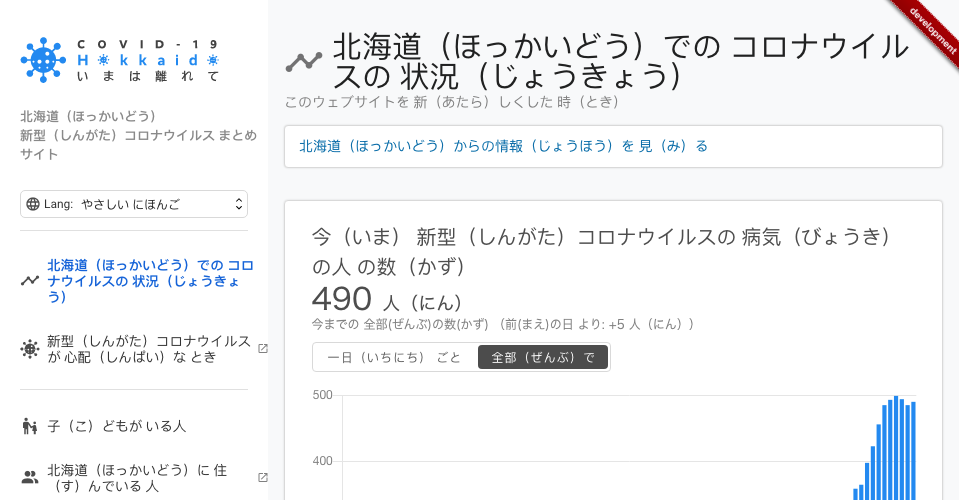 COVID-19
Hokkaido
いまは離れて
北海道（ほっかいどう）
新型（しんがた）コロナウイルス まとめ
サイト
Lang: やさしい にほんご
北海道（ほっかいどう）での コロ
ナウイルスの 状況（じょうきょ
う）
新型（しんがた）コロナウイルス
が 心配（しんぱい）な とき
子（こ）どもが いる人
北海道（ほっかいどう）に 住
（す）んでいる 人
development
北海道（ほっかいどう）での コロナウイル
スの 状況（じょうきょう）
このウェブサイトを 新（あたら）しくした 時（とき）
北海道（ほっかいどう）からの情報（じょうほう）を 見（み）る
今（いま） 新型（しんがた）コロナウイルスの 病気（びょうき）
の人 の数（かず）
490 人（にん）
今までの 全部(ぜんぶ)の数(かず) （前(まえ)の日 より: +5 人（にん））
一日（いちにち） ごと
全部（ぜんぶ）で
500
400